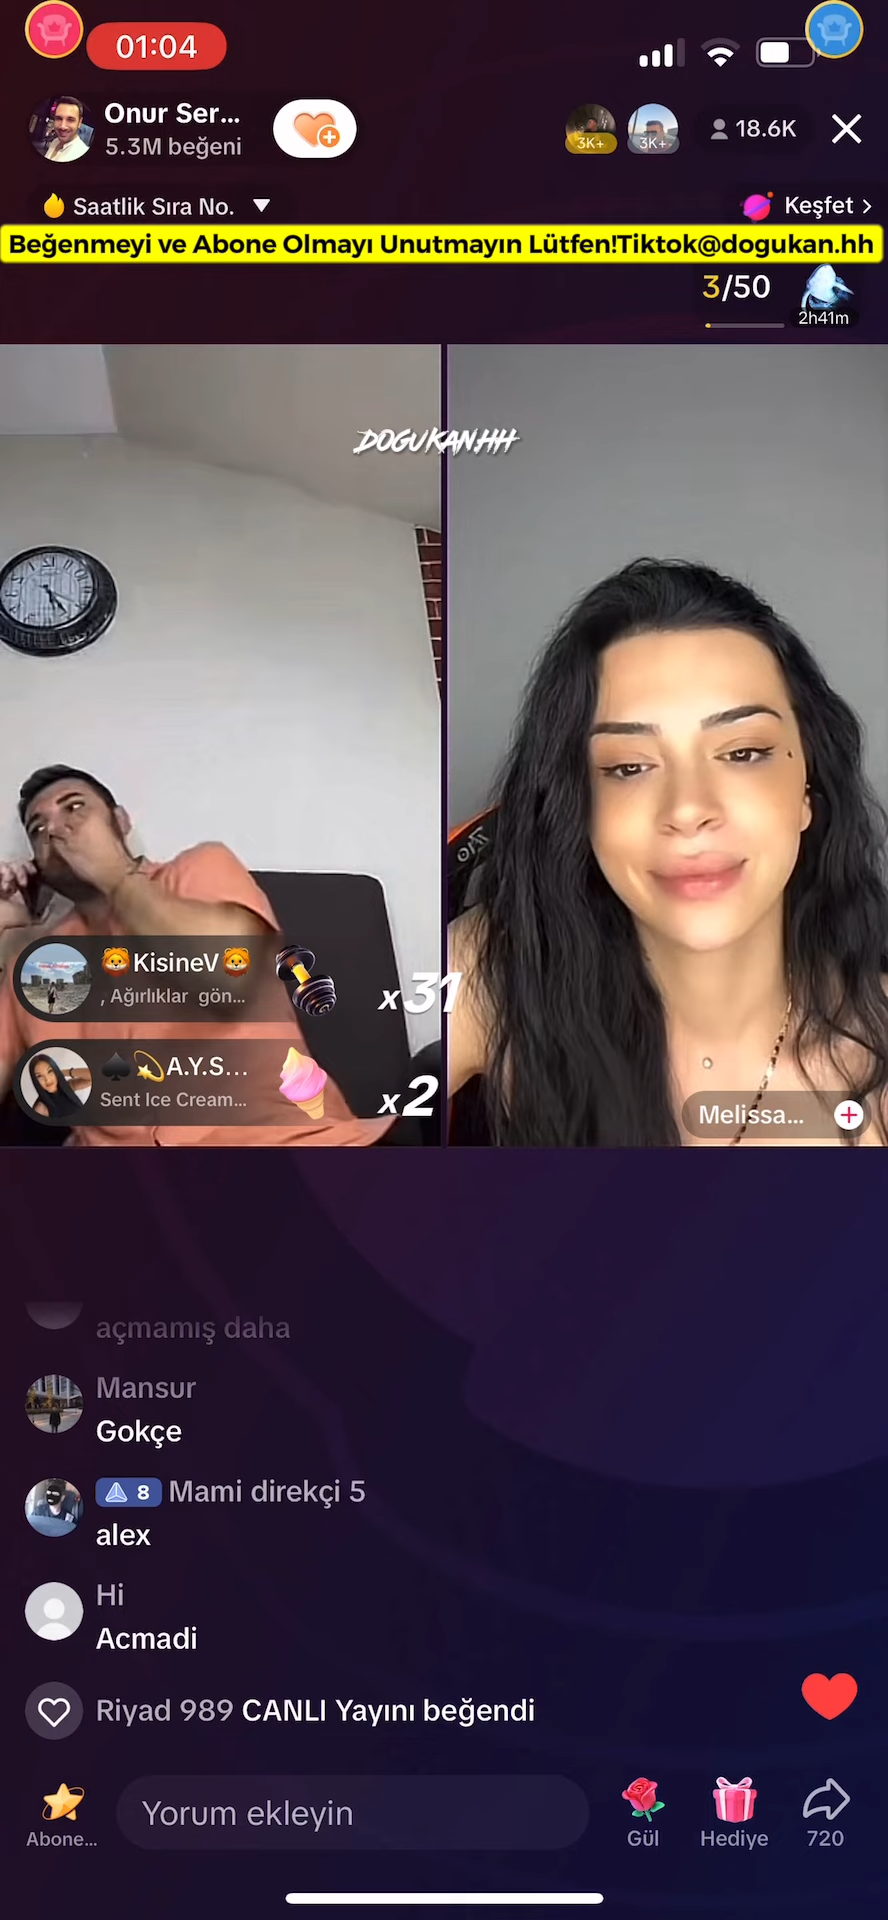 01:04
Onur Ser...
5.3M beğeni
3K+
3K+
18.6K
Saatlik Sıra No.
Keşfet
Beğenmeyi ve Abone Olmayı Unutmayın Lütfen!Tiktok@dogukan.hh
3/50
2h41m
DOGUKAN.HH
KisineV
, Ağırlıklar gön...
x31
A.Y.S...
Sent Ice Cream...
x2
Melissa...
açmamış daha
Mansur
Gokçe
8 Mami direkçi 5
alex
Hi
Acmadi
Riyad 989 CANLI Yayını beğendi
Abone...
Yorum ekleyin
Gül
Hediye
720